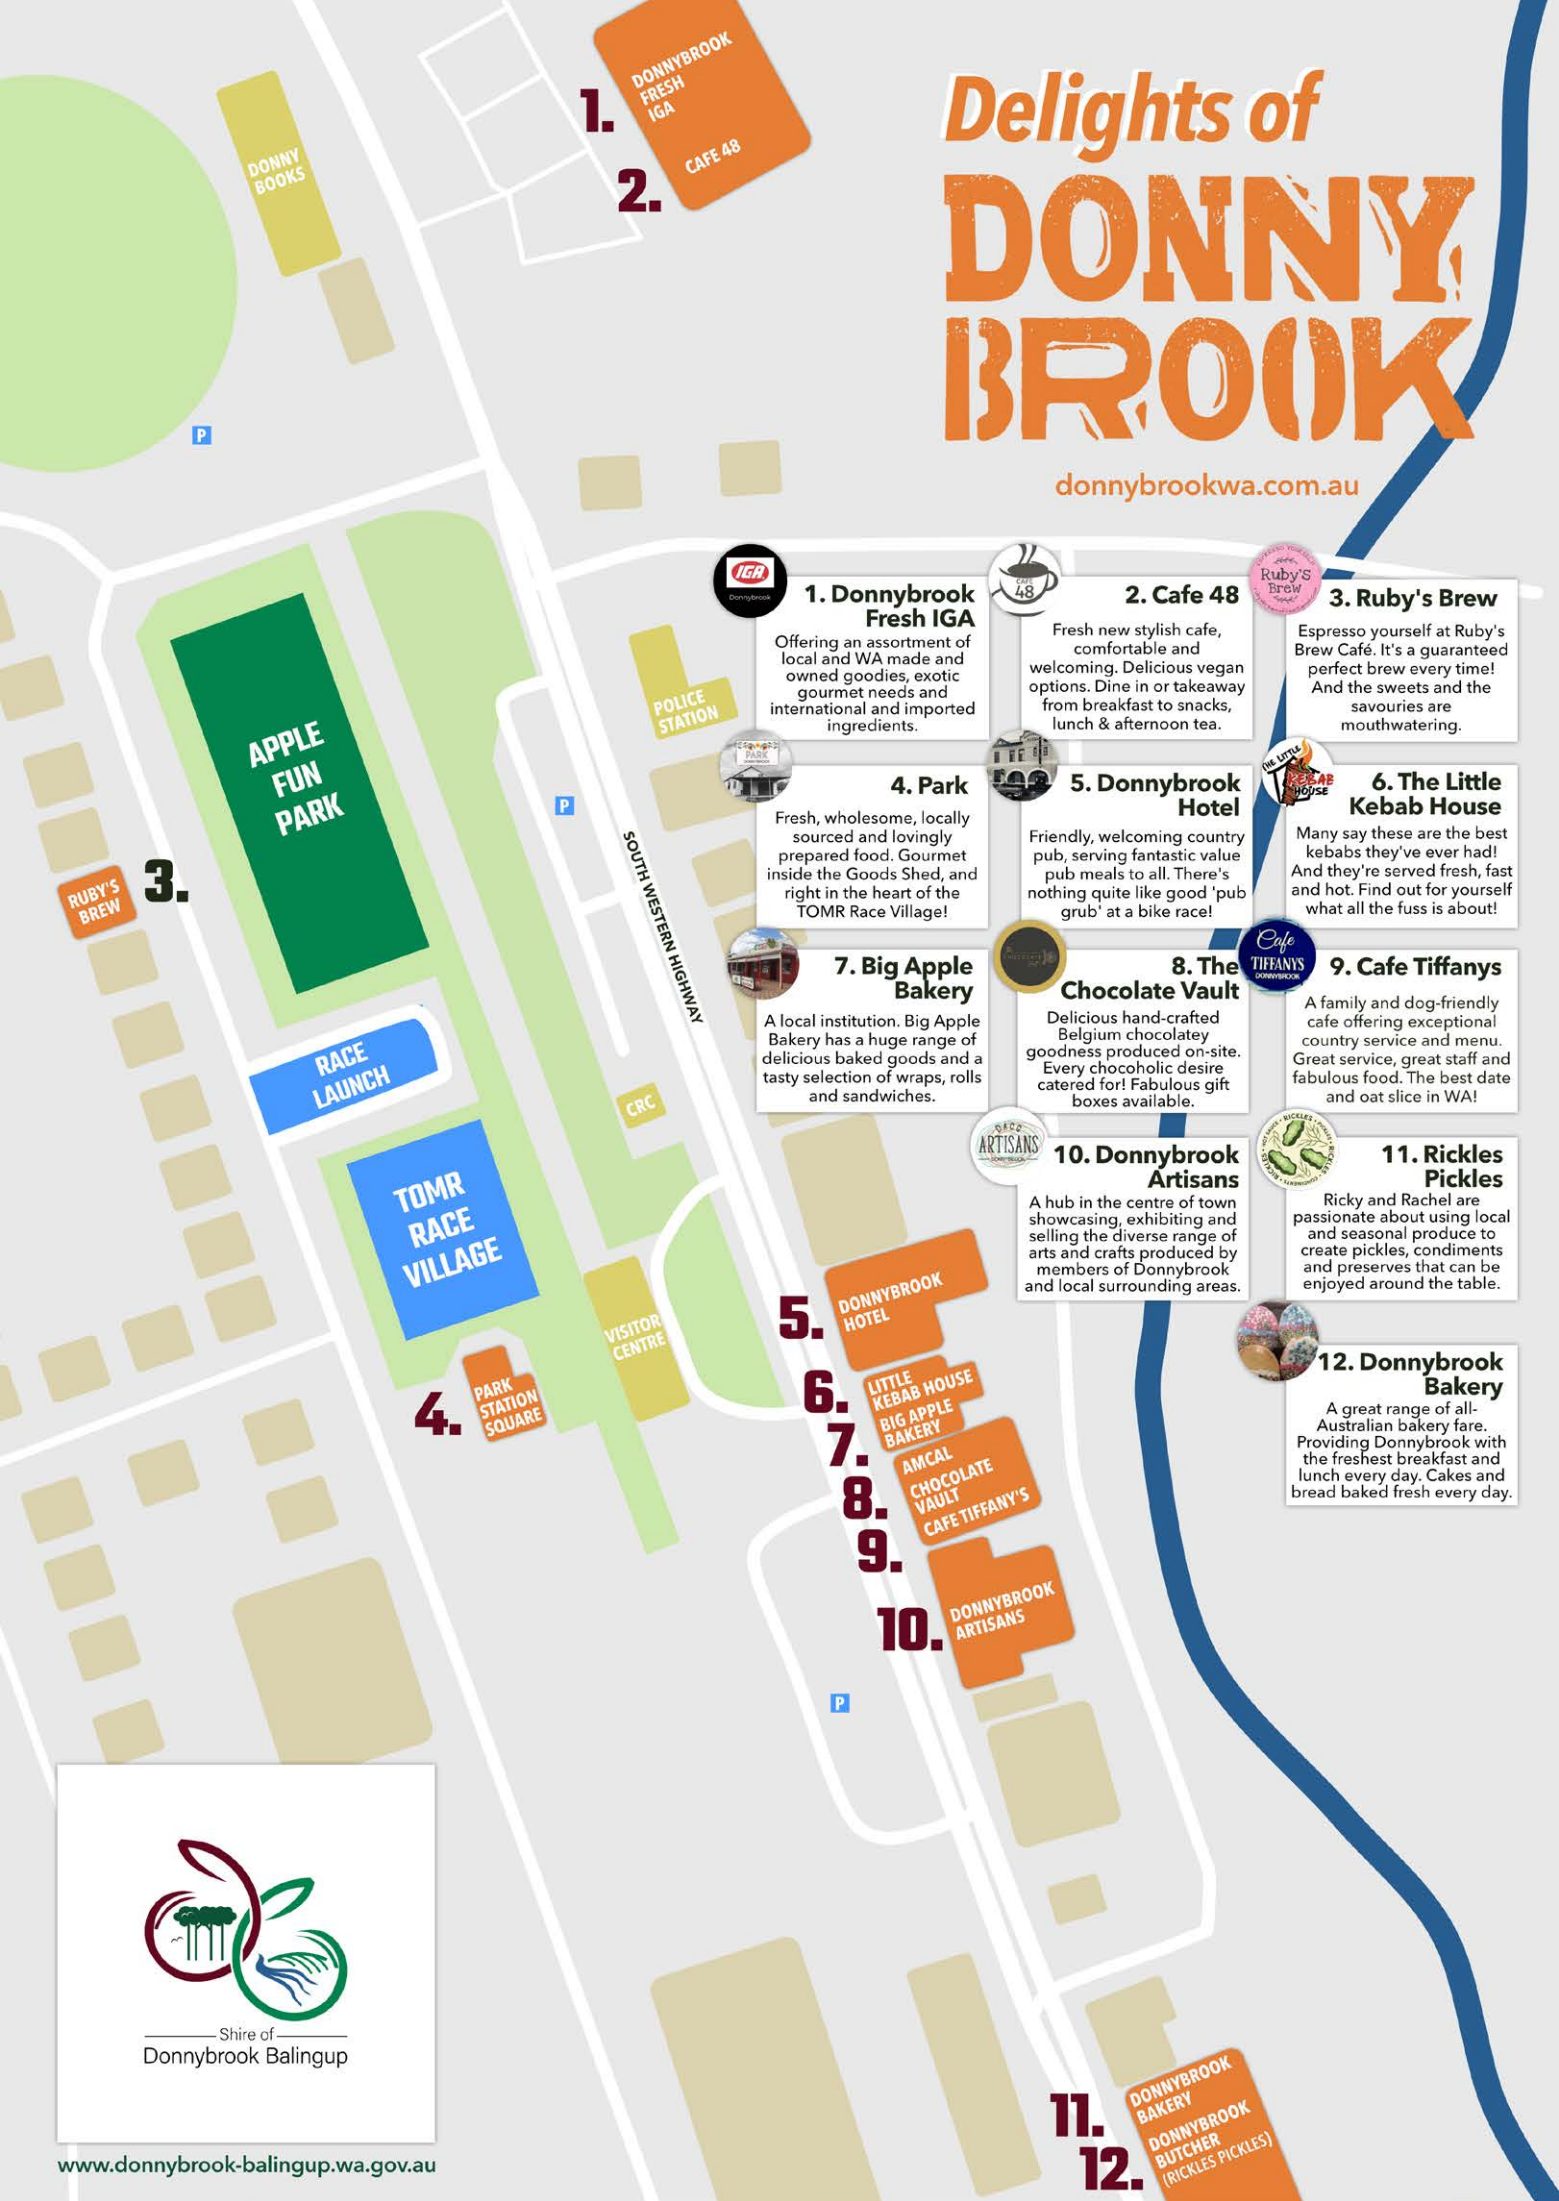 Delights of
DONNY
BROOK
donnybrookwa.com.au
DONNYBROOK
FRESH
IGA
CAFE 48
1.
2.
DONNY
BOOKS
P
APPLE
FUN
PARK
POLICE
STATION
P
SOUTH WESTERN HIGHWAY
RUBY'S
BREW
3.
RACE
LAUNCH
CRC
TOMR
RACE
VILLAGE
VISITOR
CENTRE
4.
PARK
STATION
SQUARE
5.
DONNYBROOK
HOTEL
6.
LITTLE
KEBAB HOUSE
BIG APPLE
BAKERY
7.
AMCAL
CHOCOLATE
VAULT
CAFE TIFFANY'S
8.
9.
10.
DONNYBROOK
ARTISANS
P
11.
12.
DONNYBROOK
BAKERY
DONNYBROOK
BUTCHER
(RICKLES PICKLES)
IGA
Donnybrook
1. Donnybrook
Fresh IGA
Offering an assortment of
local and WA made and
owned goodies, exotic
gourmet needs and
international and imported
ingredients.
CAFE
48
2. Cafe 48
Fresh new stylish cafe,
comfortable and
welcoming. Delicious vegan
options. Dine in or takeaway
from breakfast to snacks,
lunch & afternoon tea.
Ruby's
Brew
3. Ruby's Brew
Espresso yourself at Ruby's
Brew Café. It's a guaranteed
perfect brew every time!
And the sweets and the
savouries are
mouthwatering.
PARK
4. Park
Fresh, wholesome, locally
sourced and lovingly
prepared food. Gourmet
inside the Goods Shed, and
right in the heart of the
TOMR Race Village!
5. Donnybrook
Hotel
Friendly, welcoming country
pub, serving fantastic value
pub meals to all. There's
nothing quite like good 'pub
grub' at a bike race!
THE LITTLE
KEBAB
HOUSE
6. The Little
Kebab House
Many say these are the best
kebabs they've ever had!
And they're served fresh, fast
and hot. Find out for yourself
what all the fuss is about!
7. Big Apple
Bakery
A local institution. Big Apple
Bakery has a huge range of
delicious baked goods and a
tasty selection of wraps, rolls
and sandwiches.
8. The
Chocolate Vault
Delicious hand-crafted
Belgium chocolatey
goodness produced on-site.
Every chocoholic desire
catered for! Fabulous gift
boxes available.
Cafe
TIFFANYS
DONNYBROOK
9. Cafe Tiffanys
A family and dog-friendly
cafe offering exceptional
country service and menu.
Great service, great staff and
fabulous food. The best date
and oat slice in WA!
ARTISANS
10. Donnybrook
Artisans
A hub in the centre of town
showcasing, exhibiting and
selling the diverse range of
arts and crafts produced by
members of Donnybrook
and local surrounding areas.
RICKLES
11. Rickles
Pickles
Ricky and Rachel are
passionate about using local
and seasonal produce to
create pickles, condiments
and preserves that can be
enjoyed around the table.
12. Donnybrook
Bakery
A great range of all-
Australian bakery fare.
Providing Donnybrook with
the freshest breakfast and
lunch every day. Cakes and
bread baked fresh every day.
Shire of
Donnybrook Balingup
www.donnybrook-balingup.wa.gov.au